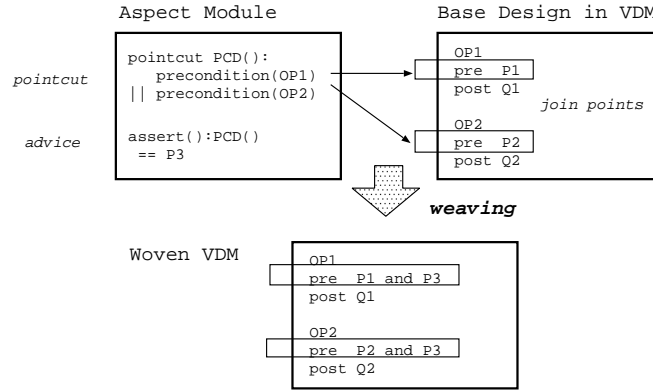 Aspect Module
pointcut
advice
pointcut PCD():
precondition(OP1)
|| precondition(OP2)
assert():PCD()
== P3
Base Design in VDM
OP1
pre P1
post Q1
join points
OP2
pre P2
post Q2
weaving
Woven VDM
OP1
pre P1 and P3
post Q1
OP2
pre P2 and P3
post Q2